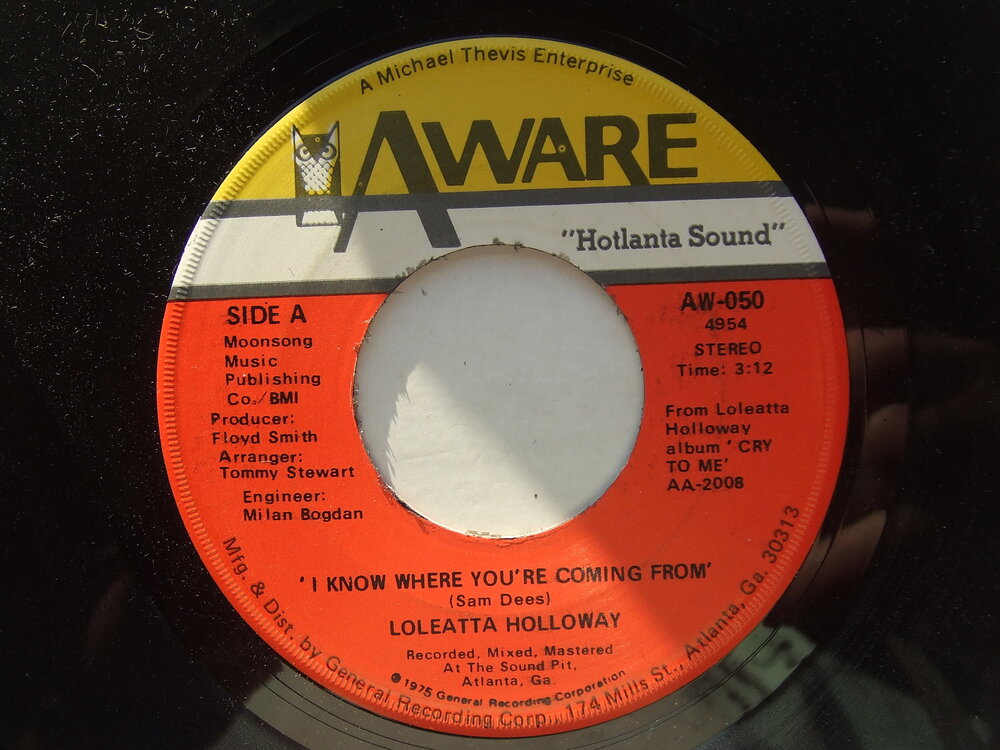 A Michael Thevis Enterprise
AWARE
"Hotlanta Sound"
SIDE A
Moonsong
Music
Publishing
Co./BMI
Producer:
Floyd Smith
Arranger:
Tommy Stewart
Engineer:
Milan Bogdan
AW-050
4954
STEREO
Time: 3:12
From Loleatta
Holloway
album ' CRY
TO ME'
AA-2008
' I KNOW WHERE YOU'RE COMING FROM'
(Sam Dees)
LOLEATTA HOLLOWAY
Recorded, Mixed, Mastered
At The Sound Pit,
Atlanta, Ga.
℗ 1975 General Recording Corporation
Mfg. & Dist. by General Recording Corp. 174 Mills St., Atlanta, Ga. 30313